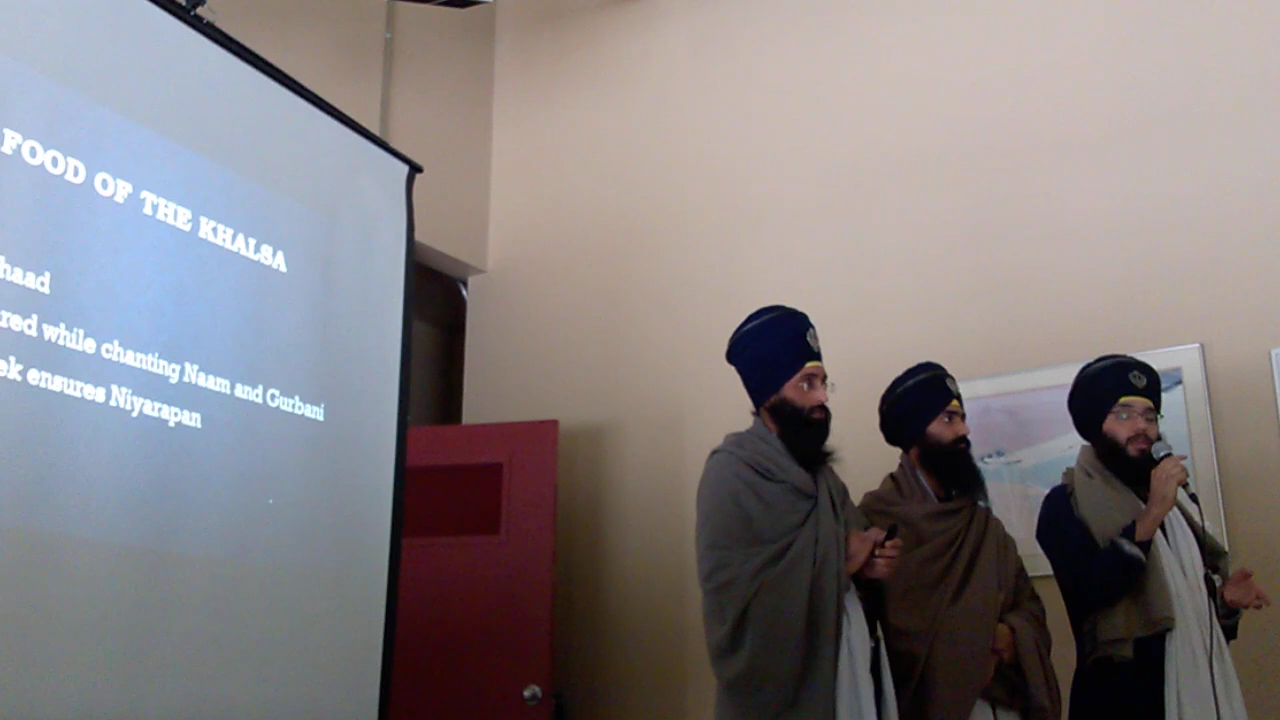 FOOD OF THE KHALSA
haad
red while chanting Naam and Gurbani
ek ensures Niyarapan